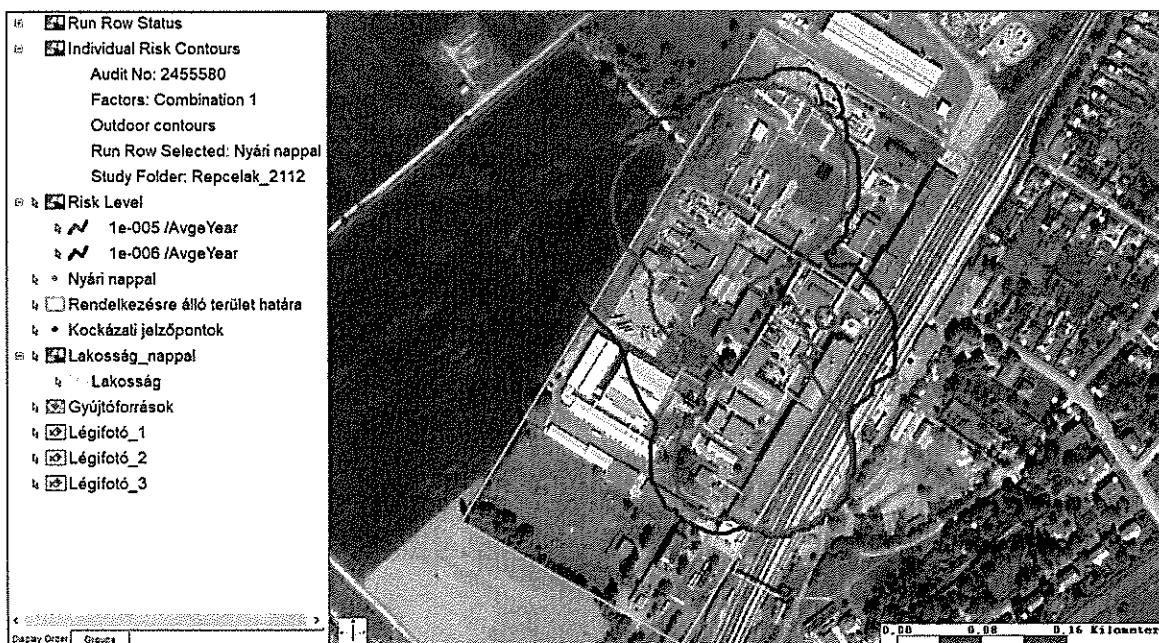 Run Row Status
Individual Risk Contours
Audit No: 2455580
Factors: Combination 1
Outdoor contours
Run Row Selected: Nyári nappal
Study Folder: Repcelak_2112
Risk Level
1e-005 /AvgeYear
1e-006 /AvgeYear
Nyári nappal
Rendelkezésre álló terület határa
Kockázati jelzőpontok
Lakosság_nappal
Lakosság
Gyújtóforrások
Légifotó_1
Légifotó_2
Légifotó_3
Display Order Groups
0.00 0.08 0.16 Kilometer